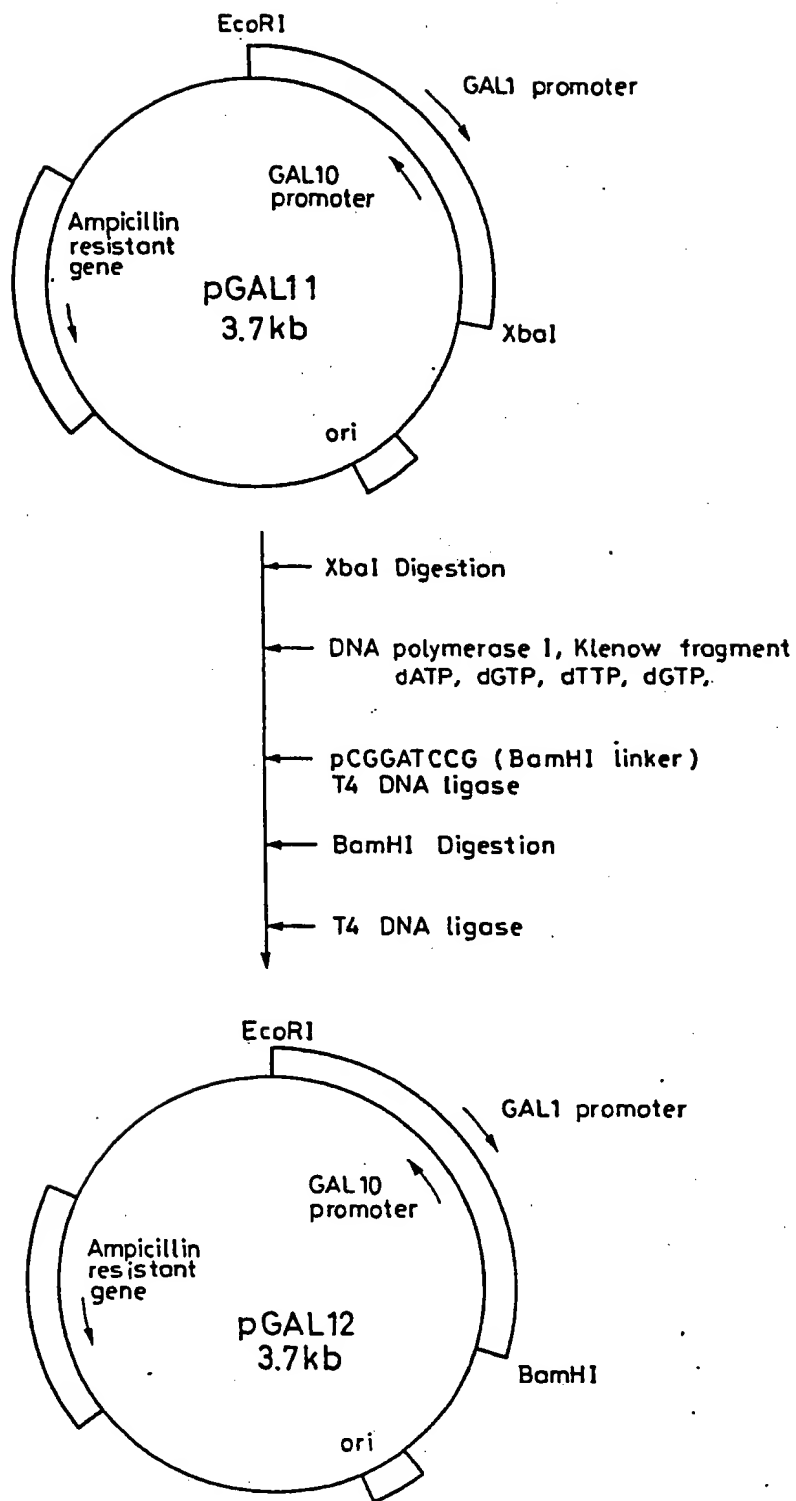 EcoRI
GAL1 promoter
GAL10
promoter
Ampicillin
resistant
gene
pGAL11
3.7kb
XbaI
ori
XbaI Digestion
DNA polymerase I, Klenow fragment
dATP, dGTP, dTTP, dGTP,
pCGGATCCG (BamHI linker)
T4 DNA ligase
BamHI Digestion
T4 DNA ligase
EcoRI
GAL1 promoter
GAL10
promoter
Ampicillin
resistant
gene
pGAL12
3.7kb
BamHI
ori